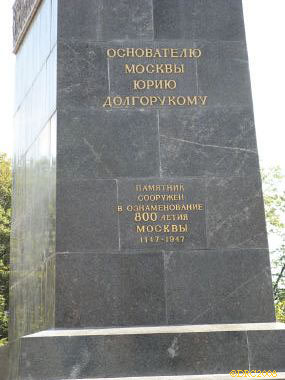 ОСНОВАТЕЛЮ
МОСКВЫ
ЮРИЮ
ДОЛГОРУКОМУ
ПАМЯТНИК
СООРУЖЕН
В ОЗНАМЕНОВАНИЕ
800 ЛЕТИЯ
МОСКВЫ
1147-1947